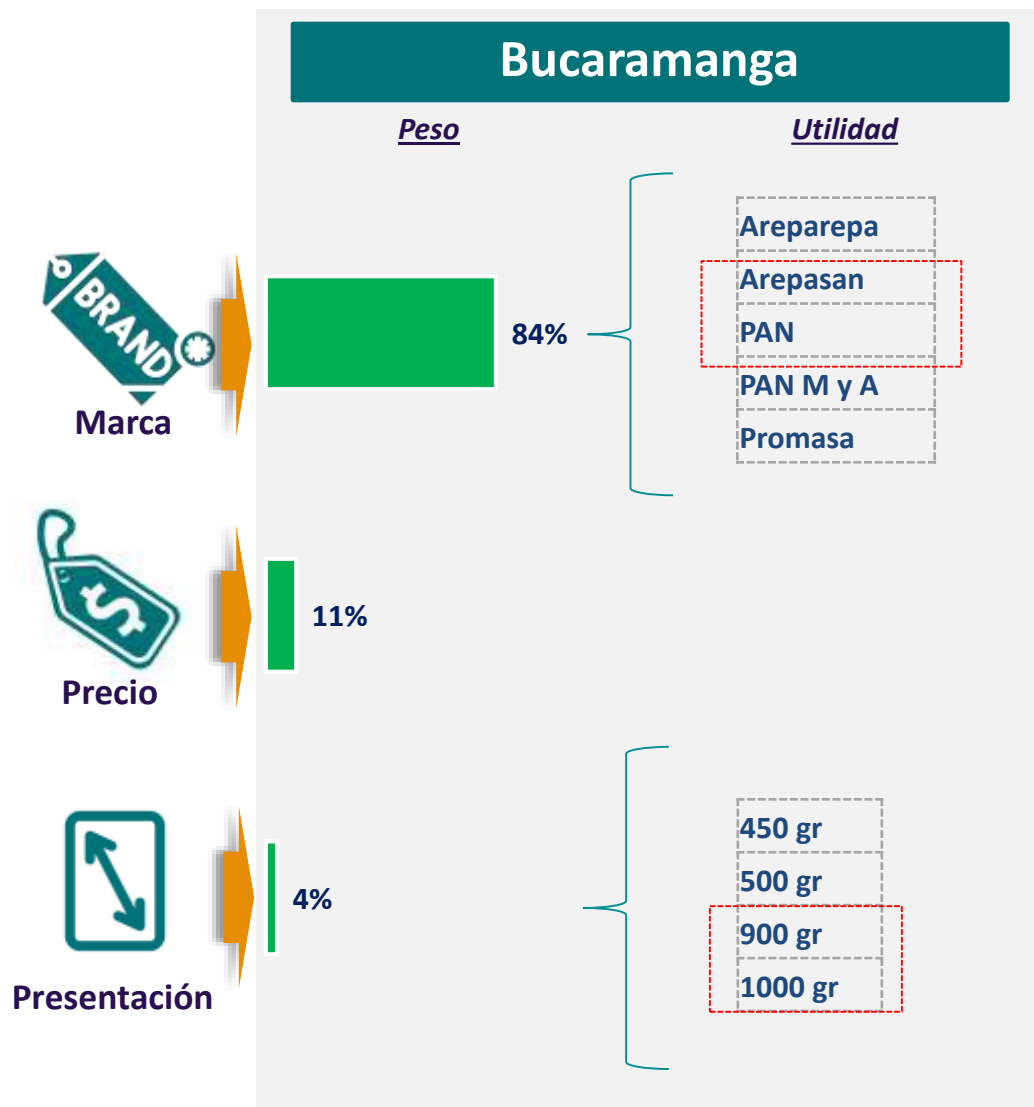 Bucaramanga
Peso Utilidad
BRAND
Marca
84%
Areparepa
Arepasan
PAN
PAN M y A
Promasa
$
Precio
11%
Presentación
4%
450 gr
500 gr
900 gr
1000 gr